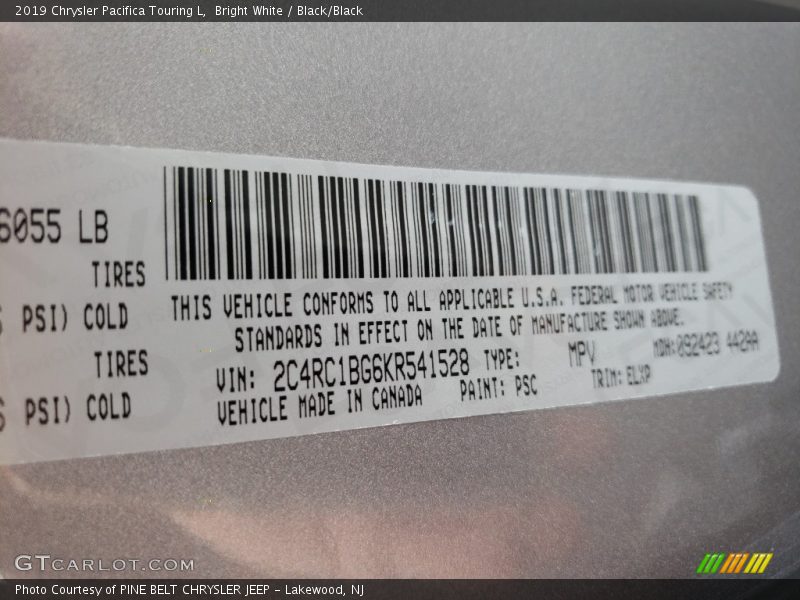 2019 Chrysler Pacifica Touring L, Bright White / Black/Black
6055 LB
TIRES
PSI) COLD
TIRES
PSI) COLD
THIS VEHICLE CONFORMS TO ALL APPLICABLE U.S.A. FEDERAL MOTOR VEHICLE SAFETY
STANDARDS IN EFFECT ON THE DATE OF MANUFACTURE SHOWN ABOVE.
VIN: 2C4RC1BG6KR541528 TYPE: MPV MDH:092423 442AA
VEHICLE MADE IN CANADA PAINT: PSC TRIM: ELXP
GTCARLOT.COM
Photo Courtesy of PINE BELT CHRYSLER JEEP - Lakewood, NJ